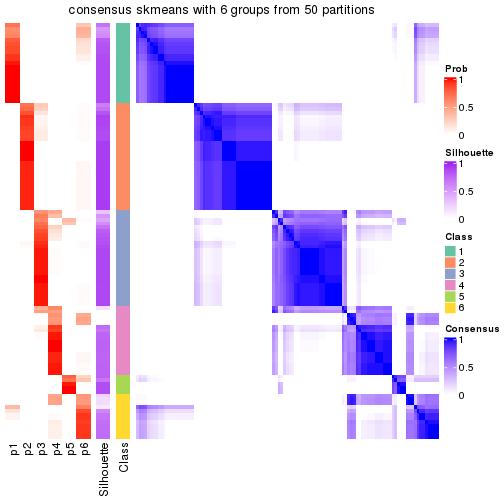 consensus skmeans with 6 groups from 50 partitions
Prob
1
0.5
0
Silhouette
1
0.5
0
Class
1
2
3
4
5
6
Consensus
1
0.5
0
p1
p2
p3
p4
p5
p6
Silhouette
Class